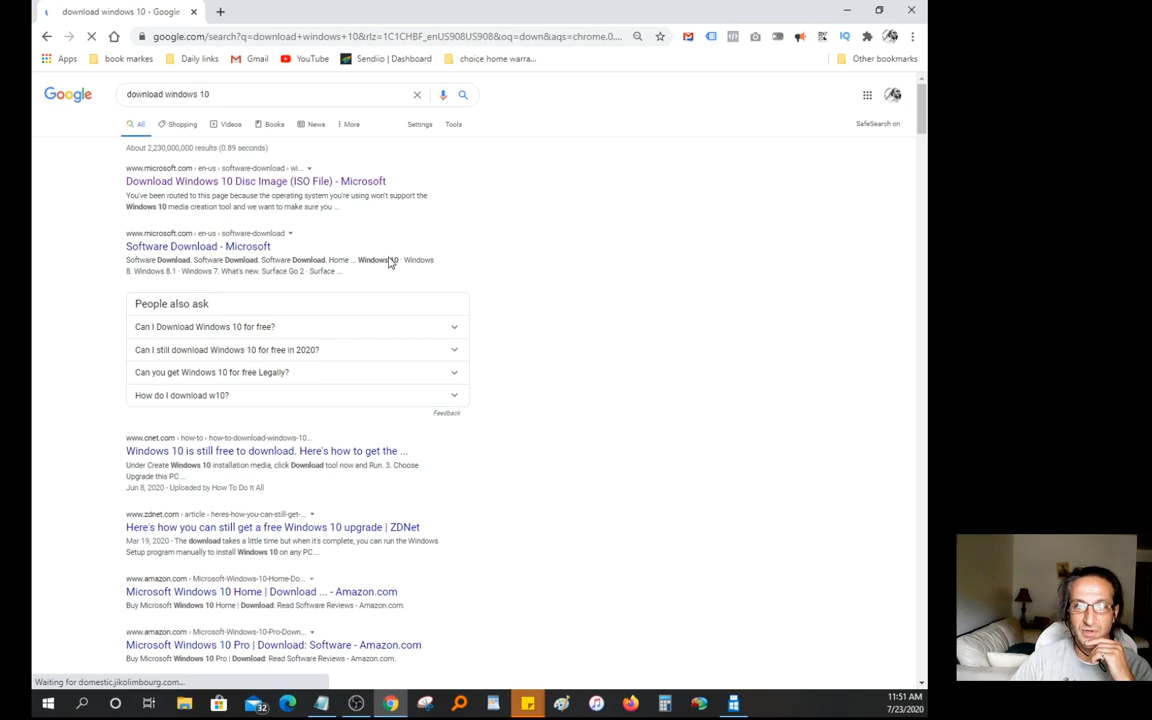 download windows 10 - Google
google.com/search?q=download+windows+10&rlz=1C1CHBF_enUS908US908&oq=down&aqs=chrome.0....
Apps book markes Daily links Gmail YouTube Sendiio | Dashboard choice home warra... Other bookmarks
Google download windows 10
All Shopping Videos Books News More Settings Tools SafeSearch on
About 2,230,000,000 results (0.89 seconds)
www.microsoft.com › en-us › software-download › wi...
Download Windows 10 Disc Image (ISO File) - Microsoft
You've been routed to this page because the operating system you're using won't support the
Windows 10 media creation tool and we want to make sure you ...
www.microsoft.com › en-us › software-download
Software Download - Microsoft
Software Download. Software Download. Software Download. Home ... Windows 10 · Windows
8. Windows 8.1 · Windows 7. What's new. Surface Go 2 · Surface ...
People also ask
Can I Download Windows 10 for free?
Can I still download Windows 10 for free in 2020?
Can you get Windows 10 for free Legally?
How do I download w10?
Feedback
www.cnet.com › how-to › how-to-download-windows-10...
Windows 10 is still free to download. Here's how to get the ...
Under Create Windows 10 installation media, click Download tool now and Run. 3. Choose
Upgrade this PC ...
Jun 8, 2020 - Uploaded by How To Do It All
www.zdnet.com › article › heres-how-you-can-still-get-...
Here's how you can still get a free Windows 10 upgrade | ZDNet
Mar 19, 2020 - The download takes a little time but when it's complete, you can run the Windows
Setup program manually to install Windows 10 on any PC ...
www.amazon.com › Microsoft-Windows-10-Home-Do...
Microsoft Windows 10 Home | Download ... - Amazon.com
Buy Microsoft Windows 10 Home | Download: Read Software Reviews - Amazon.com.
www.amazon.com › Microsoft-Windows-10-Pro-Down...
Microsoft Windows 10 Pro | Download: Software - Amazon.com
Buy Microsoft Windows 10 Pro | Download: Read Software Reviews - Amazon.com.
Waiting for domestic.jikolimbourg.com...
32
11:51 AM
7/23/2020